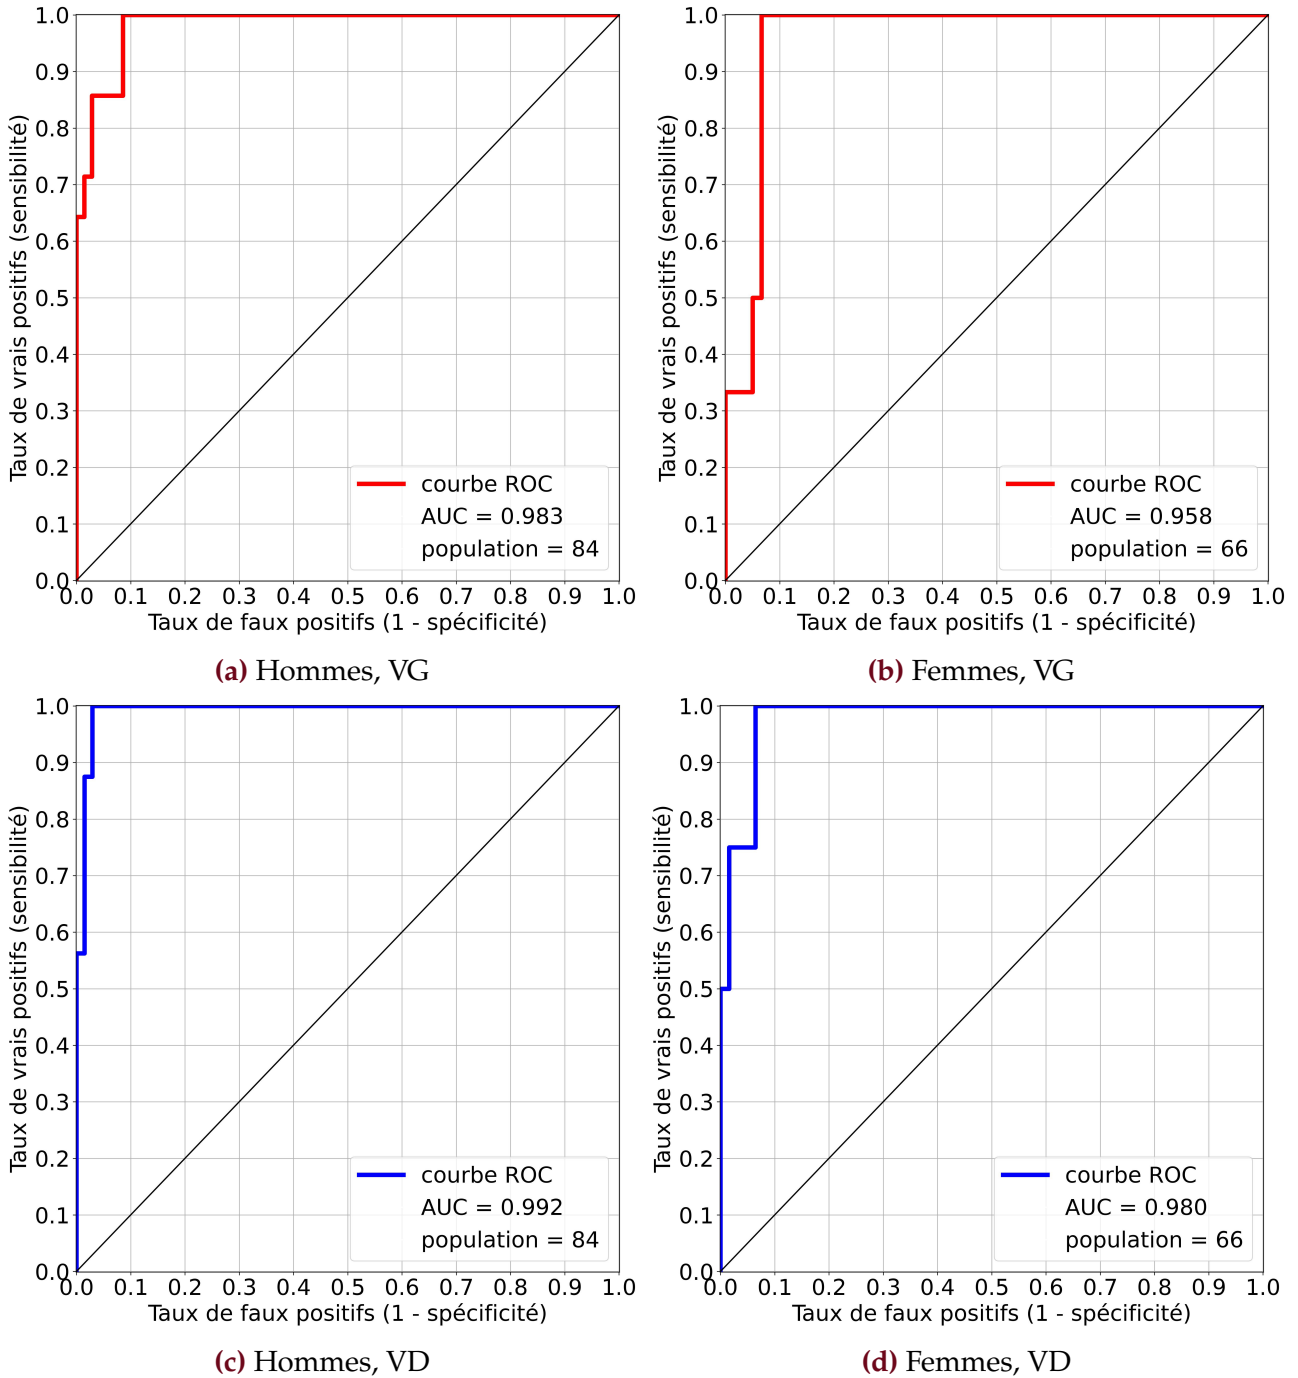 Taux de vrais positifs (sensibilité)
1.0
0.9
0.8
0.7
0.6
0.5
0.4
0.3
0.2
0.1
0.0
0.0 0.1 0.2 0.3 0.4 0.5 0.6 0.7 0.8 0.9 1.0
Taux de faux positifs (1 - spécificité)
courbe ROC
AUC = 0.983
population = 84
(a) Hommes, VG
Taux de vrais positifs (sensibilité)
1.0
0.9
0.8
0.7
0.6
0.5
0.4
0.3
0.2
0.1
0.0
0.0 0.1 0.2 0.3 0.4 0.5 0.6 0.7 0.8 0.9 1.0
Taux de faux positifs (1 - spécificité)
courbe ROC
AUC = 0.958
population = 66
(b) Femmes, VG
Taux de vrais positifs (sensibilité)
1.0
0.9
0.8
0.7
0.6
0.5
0.4
0.3
0.2
0.1
0.0
0.0 0.1 0.2 0.3 0.4 0.5 0.6 0.7 0.8 0.9 1.0
Taux de faux positifs (1 - spécificité)
courbe ROC
AUC = 0.992
population = 84
(c) Hommes, VD
Taux de vrais positifs (sensibilité)
1.0
0.9
0.8
0.7
0.6
0.5
0.4
0.3
0.2
0.1
0.0
0.0 0.1 0.2 0.3 0.4 0.5 0.6 0.7 0.8 0.9 1.0
Taux de faux positifs (1 - spécificité)
courbe ROC
AUC = 0.980
population = 66
(d) Femmes, VD